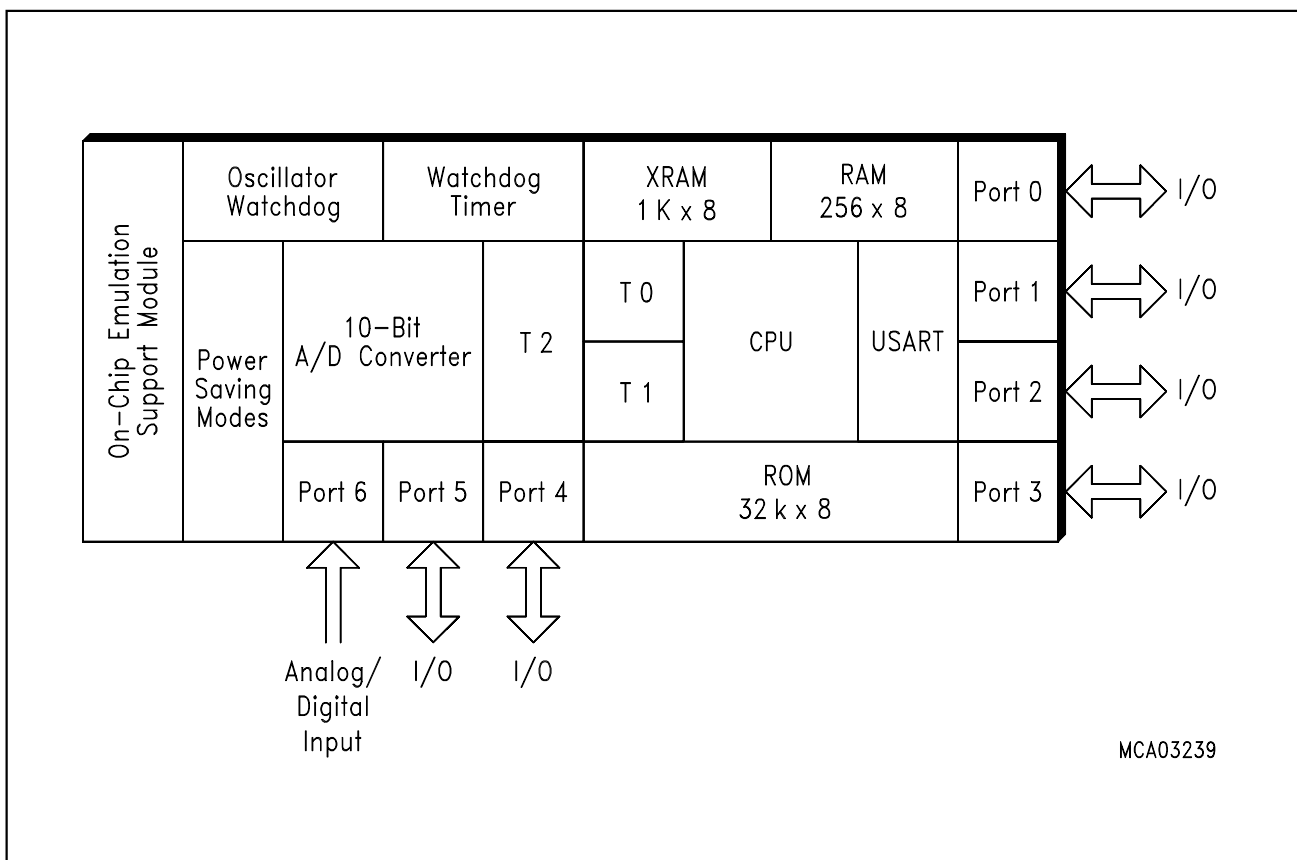 On-Chip Emulation
Support Module
Oscillator
Watchdog
Watchdog
Timer
XRAM
1 K x 8
RAM
256 x 8
Port 0
I/O
Power
Saving
Modes
10-Bit
A/D Converter
T 2
T 0
T 1
CPU
USART
Port 1
I/O
Port 2
I/O
Port 6
Port 5
Port 4
ROM
32 k x 8
Port 3
I/O
Analog/
Digital
Input
I/O
I/O
MCA03239